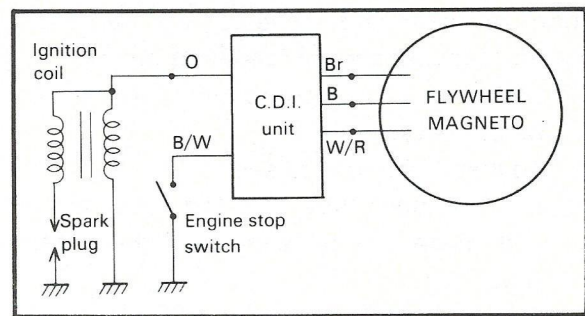 Ignition
coil
O
B/W
C.D.I.
unit
Br
B
W/R
FLYWHEEL
MAGNETO
Spark
plug
Engine stop
switch